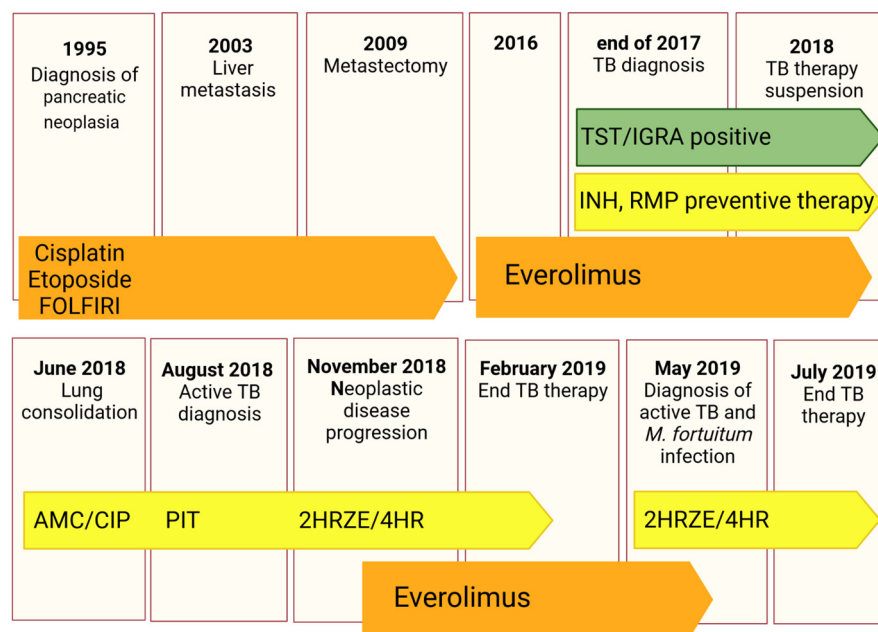 1995
Diagnosis of
pancreatic
neoplasia
2003
Liver
metastasis
2009
Metastectomy
2016
end of 2017
TB diagnosis
2018
TB therapy
suspension
TST/IGRA positive
INH, RMP preventive therapy
Cisplatin
Etoposide
FOLFIRI
Everolimus
June 2018
Lung
consolidation
August 2018
Active TB
diagnosis
November 2018
Neoplastic
disease
progression
February 2019
End TB therapy
May 2019
Diagnosis of
active TB and
M. fortuitum
infection
July 2019
End TB
therapy
AMC/CIP
PIT
2HRZE/4HR
2HRZE/4HR
Everolimus